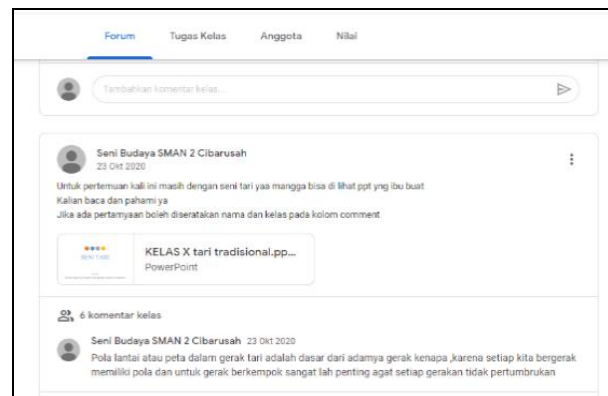 Forum Tugas Kelas Anggota Nilai
Tambahkan komentar kelas...
Seni Budaya SMAN 2 Cibarusah
23 Okt 2020
Untuk pertemuan kali ini masih dengan seni tari yaa mangga bisa di lihat ppt yng ibu buat
Kalian baca dan pahami ya
Jika ada pertamyaan boleh diseratakan nama dan kelas pada kolom comment
SENI TARI
KELAS X tari tradisional.pp...
PowerPoint
6 komentar kelas
Seni Budaya SMAN 2 Cibarusah 23 Okt 2020
Pola lantai atau peta dalam gerak tari adalah dasar dari adamya gerak kenapa ,karena setiap kita bergerak
memiliki pola dan untuk gerak berkempok sangat lah penting agat setiap gerakan tidak pertumbrukan